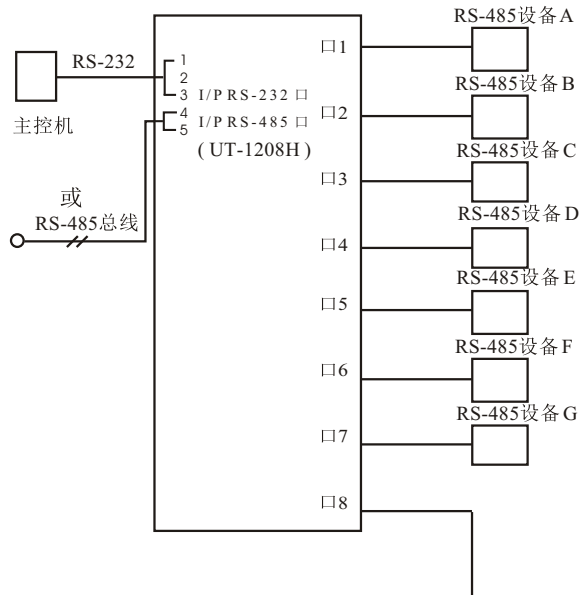 RS-232
主控机
或
RS-485总线
1
2
3 I/P RS-232 口
4 I/P RS-485 口
5
( UT-1208H )
口1
口2
口3
口4
口5
口6
口7
口8
RS-485设备A
RS-485设备B
RS-485设备C
RS-485设备D
RS-485设备E
RS-485设备F
RS-485设备G